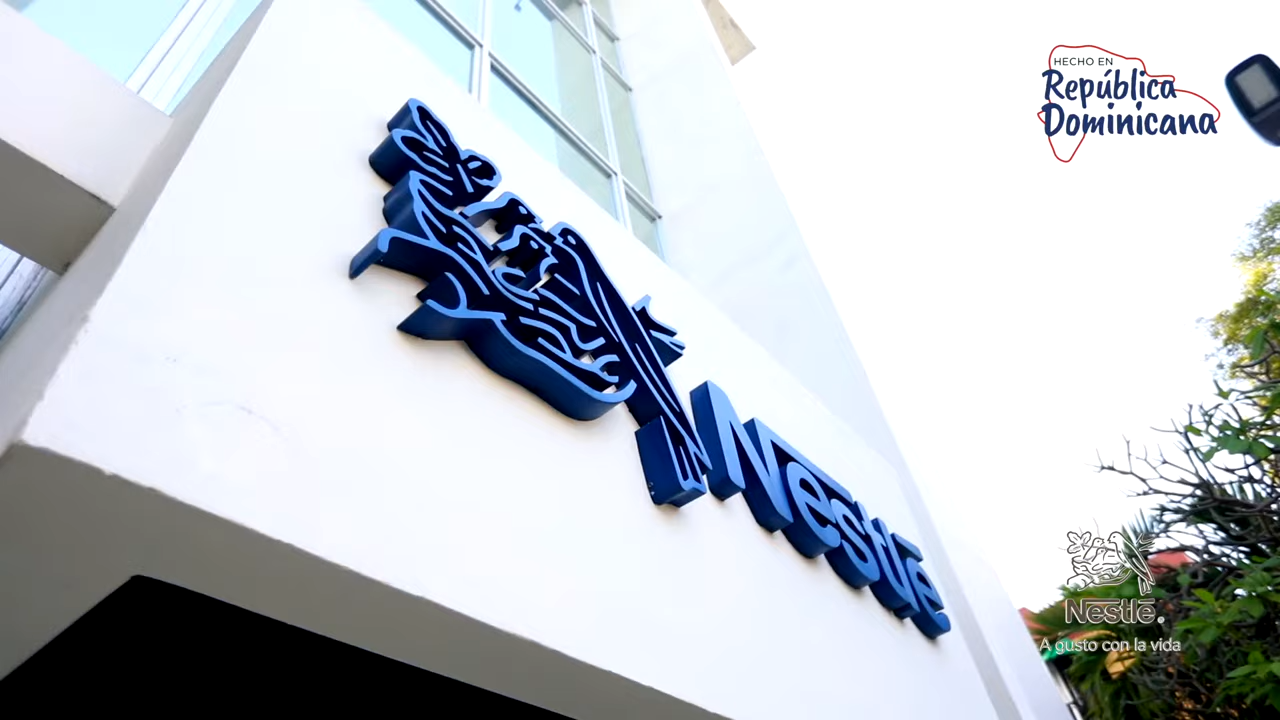 HECHO EN
República
Dominicana
Nestlé
Nestlé.
A gusto con la vida